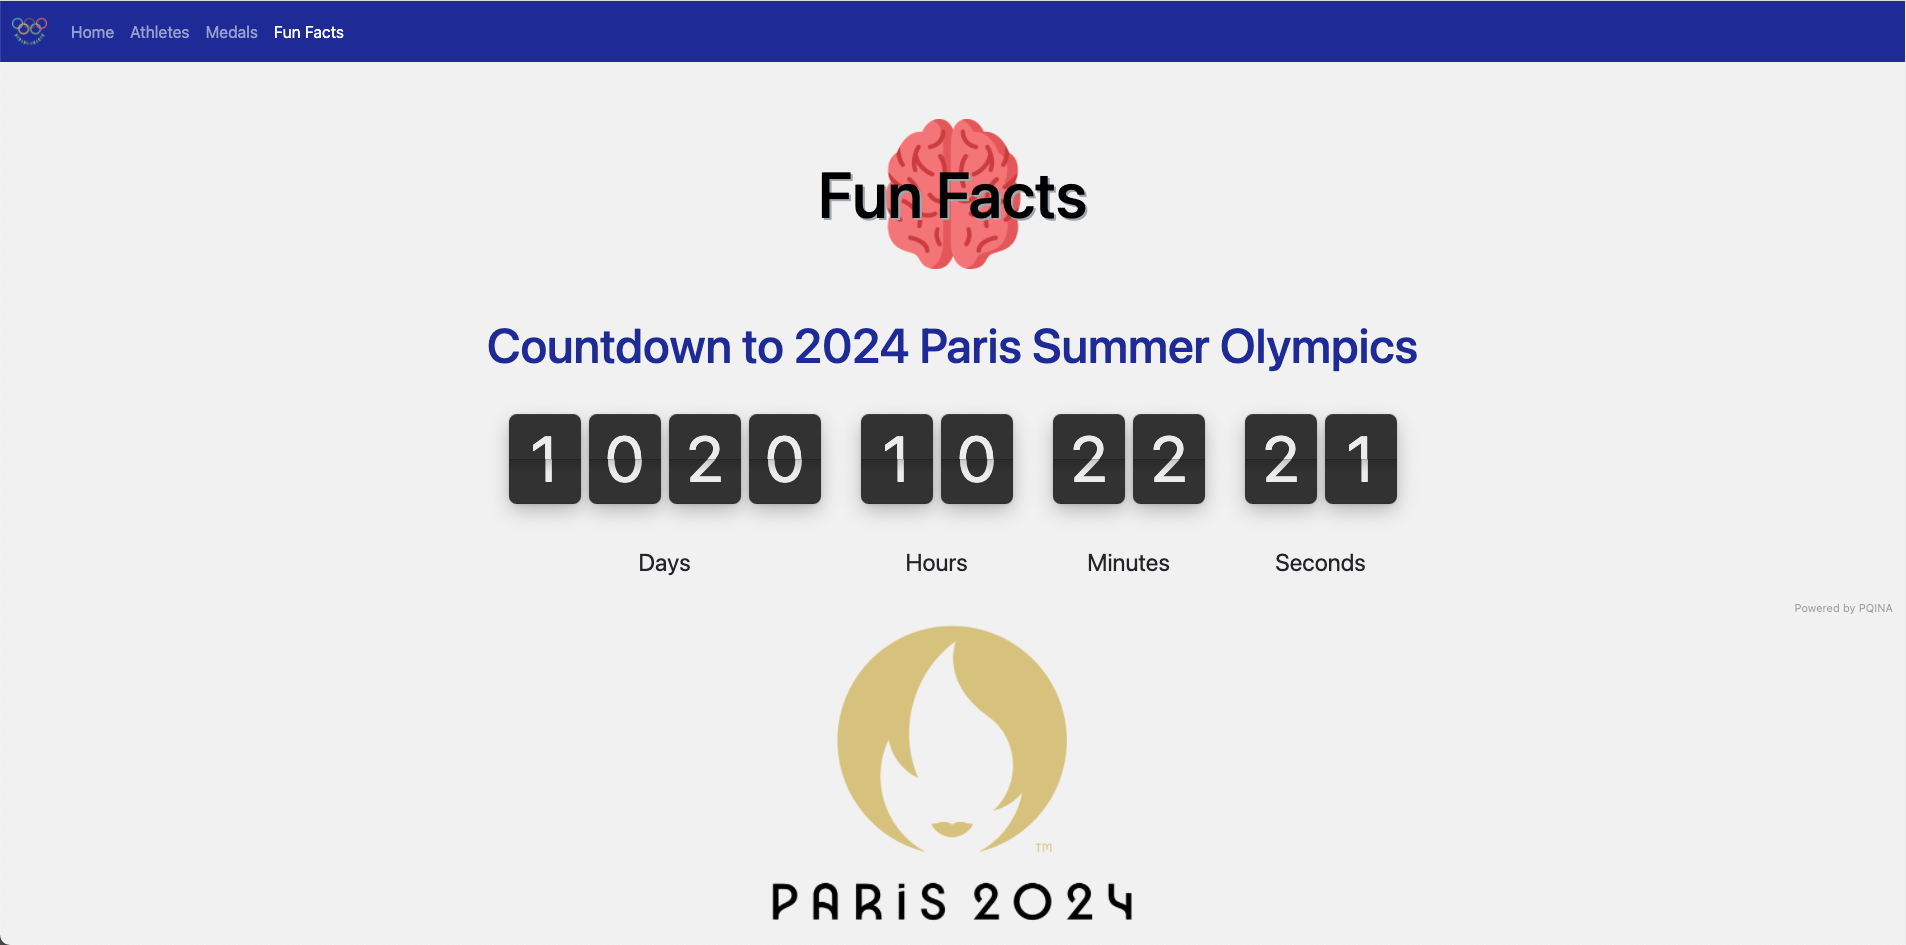 Home Athletes Medals Fun Facts
Fun Facts
Countdown to 2024 Paris Summer Olympics
1020 10 22 21
Days Hours Minutes Seconds
Powered by PQINA
TM
PARIS 2024